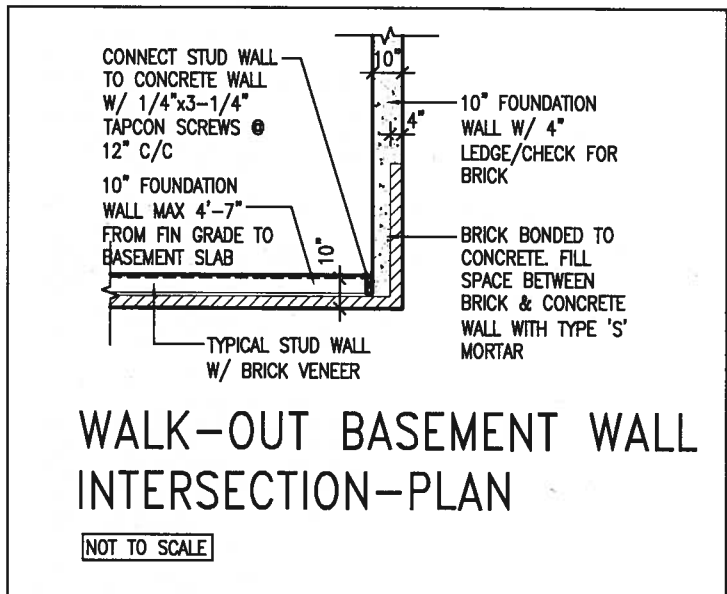 CONNECT STUD WALL
TO CONCRETE WALL
W/ 1/4"x3-1/4"
TAPCON SCREWS @
12" C/C
10" FOUNDATION
WALL MAX 4'-7"
FROM FIN GRADE TO
BASEMENT SLAB
10"
10"
4"
10" FOUNDATION
WALL W/ 4"
LEDGE/CHECK FOR
BRICK
BRICK BONDED TO
CONCRETE. FILL
SPACE BETWEEN
BRICK & CONCRETE
WALL WITH TYPE 'S'
MORTAR
TYPICAL STUD WALL
W/ BRICK VENEER
WALK-OUT BASEMENT WALL
INTERSECTION-PLAN
NOT TO SCALE